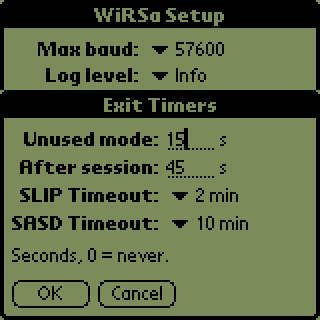 WiRSa Setup
Max baud: 57600
Log level: Info
Exit Timers
Unused mode: 15 s
After session: 45 s
SLIP Timeout: 2 min
SASD Timeout: 10 min
Seconds, 0 = never.
OK Cancel